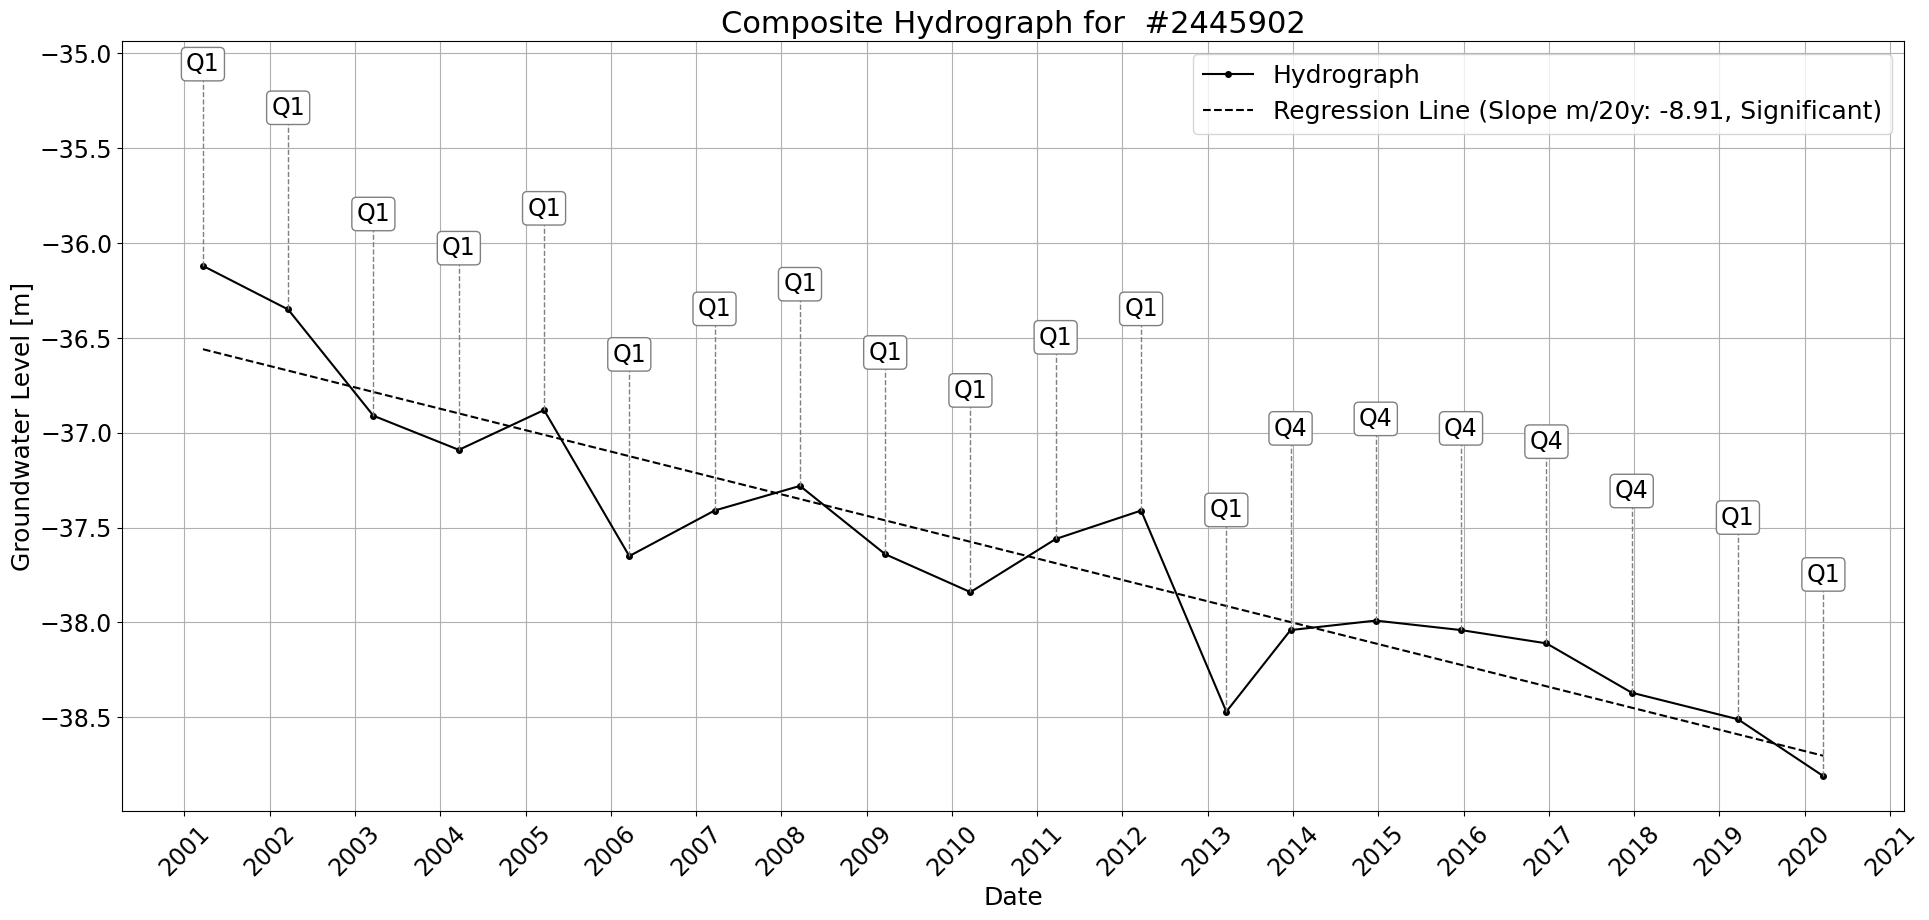 Composite Hydrograph for  #2445902
Hydrograph
Regression Line (Slope m/20y: -8.91, Significant)
Groundwater Level [m]
−35.0
−35.5
−36.0
−36.5
−37.0
−37.5
−38.0
−38.5
Q1
Q1
Q1
Q1
Q1
Q1
Q1
Q1
Q1
Q1
Q1
Q1
Q1
Q4
Q4
Q4
Q4
Q4
Q1
Q1
2001
2002
2003
2004
2005
2006
2007
2008
2009
2010
2011
2012
2013
2014
2015
2016
2017
2018
2019
2020
2021
Date